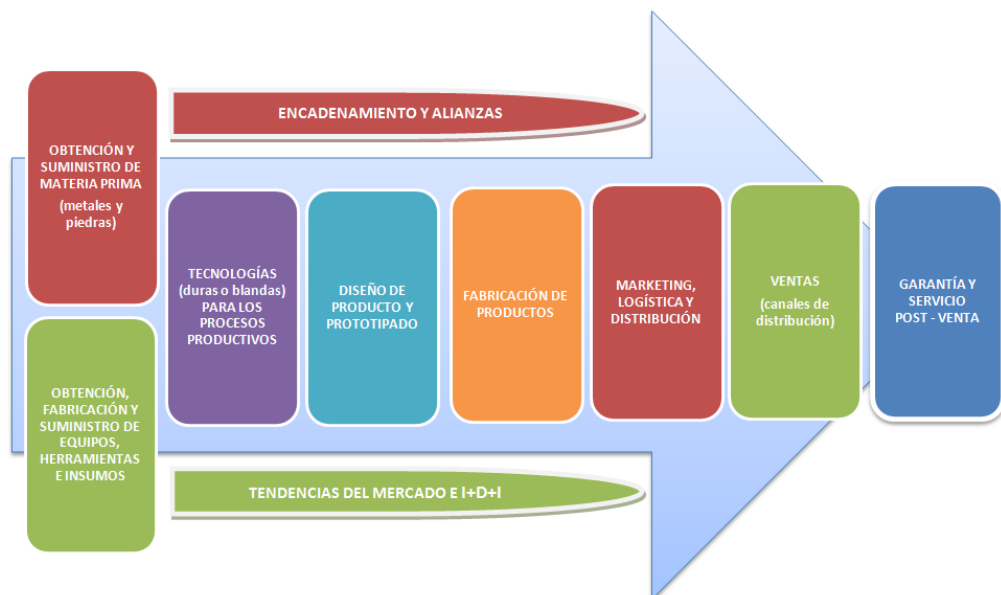 ENCADENAMIENTO Y ALIANZAS
OBTENCIÓN Y
SUMINISTRO DE
MATERIA PRIMA
(metales y
piedras)
OBTENCIÓN,
FABRICACIÓN Y
SUMINISTRO DE
EQUIPOS,
HERRAMIENTAS
E INSUMOS
TECNOLOGÍAS
(duras o blandas)
PARA LOS
PROCESOS
PRODUCTIVOS
DISEÑO DE
PRODUCTO Y
PROTOTIPADO
FABRICACIÓN DE
PRODUCTOS
MARKETING,
LOGÍSTICA Y
DISTRIBUCIÓN
VENTAS
(canales de
distribución)
GARANTÍA Y
SERVICIO
POST - VENTA
TENDENCIAS DEL MERCADO E I+D+I